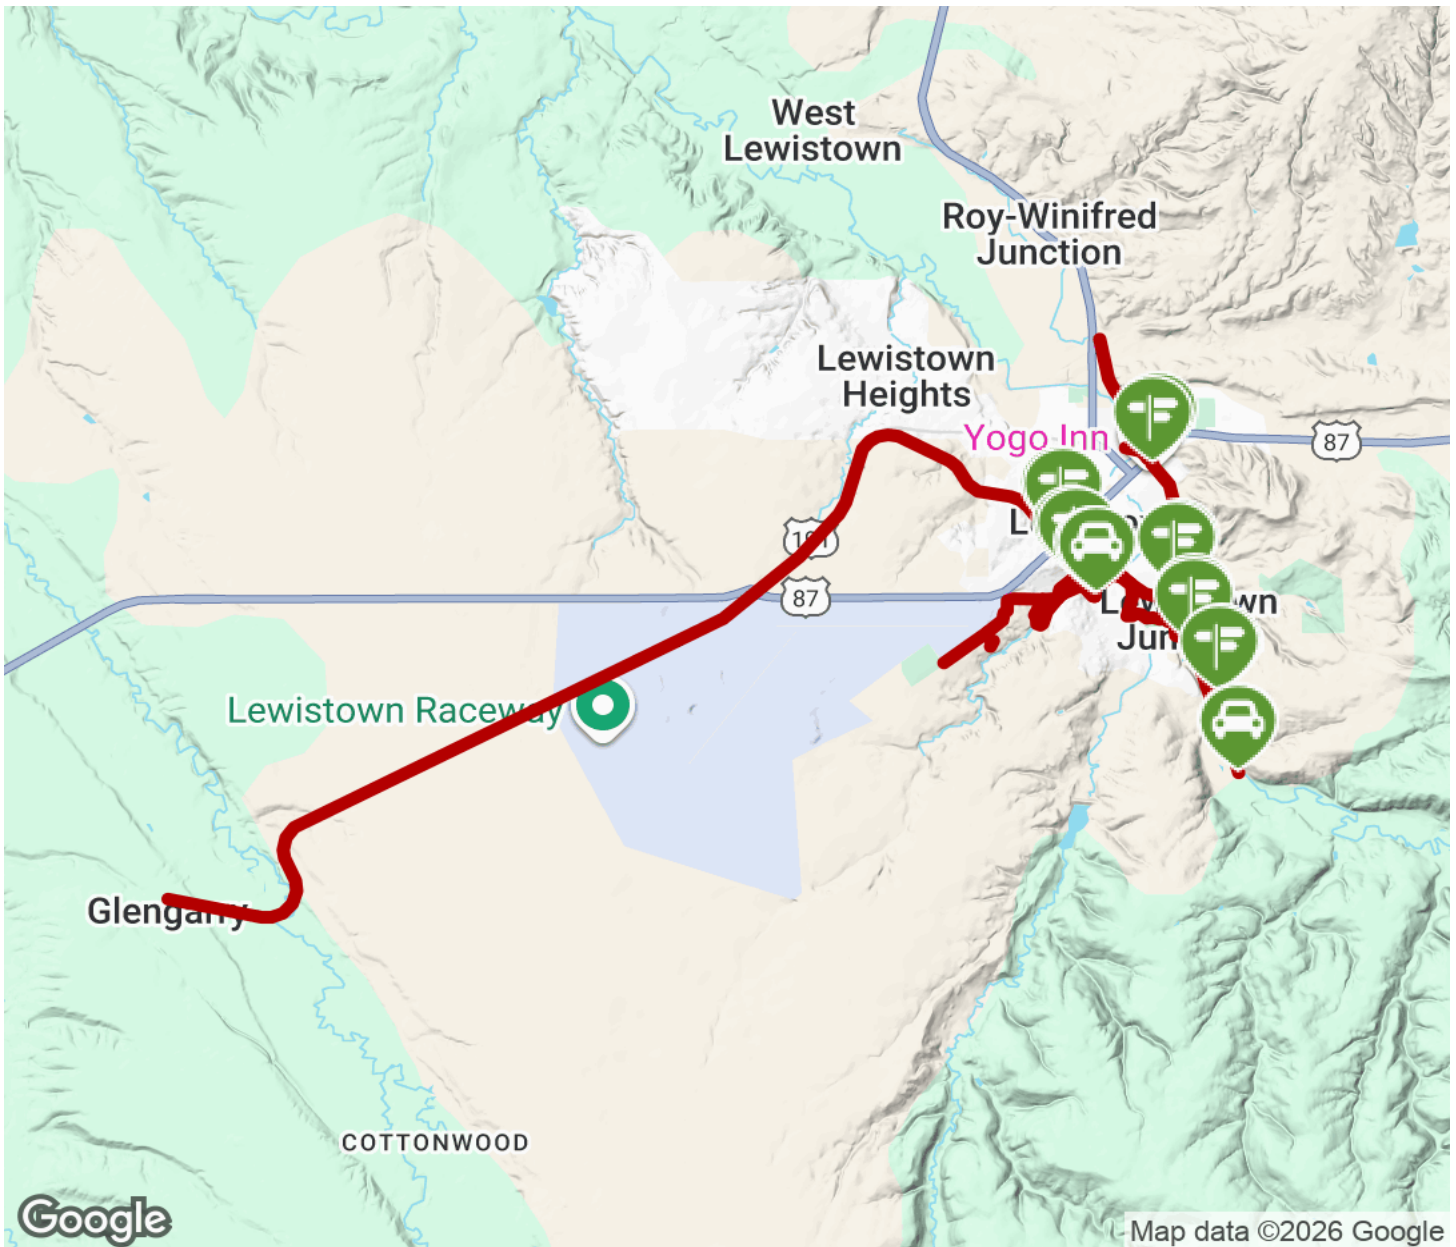 West
Lewistown
Roy-Winifred
Junction
Lewistown
Heights
Yogo Inn
87
87
Lewistown Raceway
Glengarry
COTTONWOOD
Google
Map data ©2026 Google